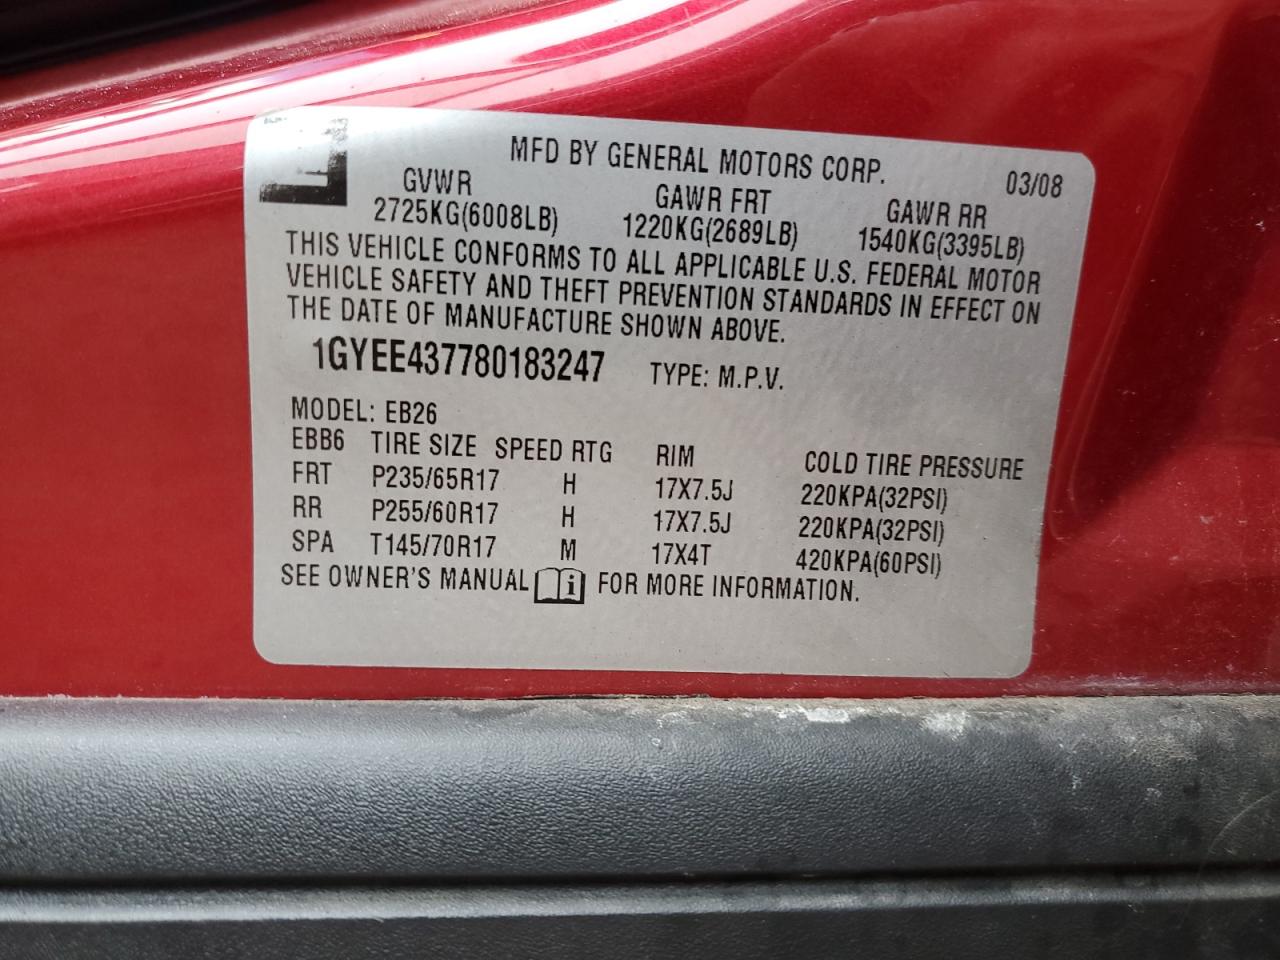 MFD BY GENERAL MOTORS CORP. 03/08
GVWR GAWR FRT GAWR RR
2725KG(6008LB) 1220KG(2689LB) 1540KG(3395LB)
THIS VEHICLE CONFORMS TO ALL APPLICABLE U.S. FEDERAL MOTOR
VEHICLE SAFETY AND THEFT PREVENTION STANDARDS IN EFFECT ON
THE DATE OF MANUFACTURE SHOWN ABOVE.
1GYEE437780183247 TYPE: M.P.V.
MODEL: EB26
EBB6 TIRE SIZE SPEED RTG RIM COLD TIRE PRESSURE
FRT P235/65R17 H 17X7.5J 220KPA(32PSI)
RR P255/60R17 H 17X7.5J 220KPA(32PSI)
SPA T145/70R17 M 17X4T 420KPA(60PSI)
SEE OWNER'S MANUAL i FOR MORE INFORMATION.